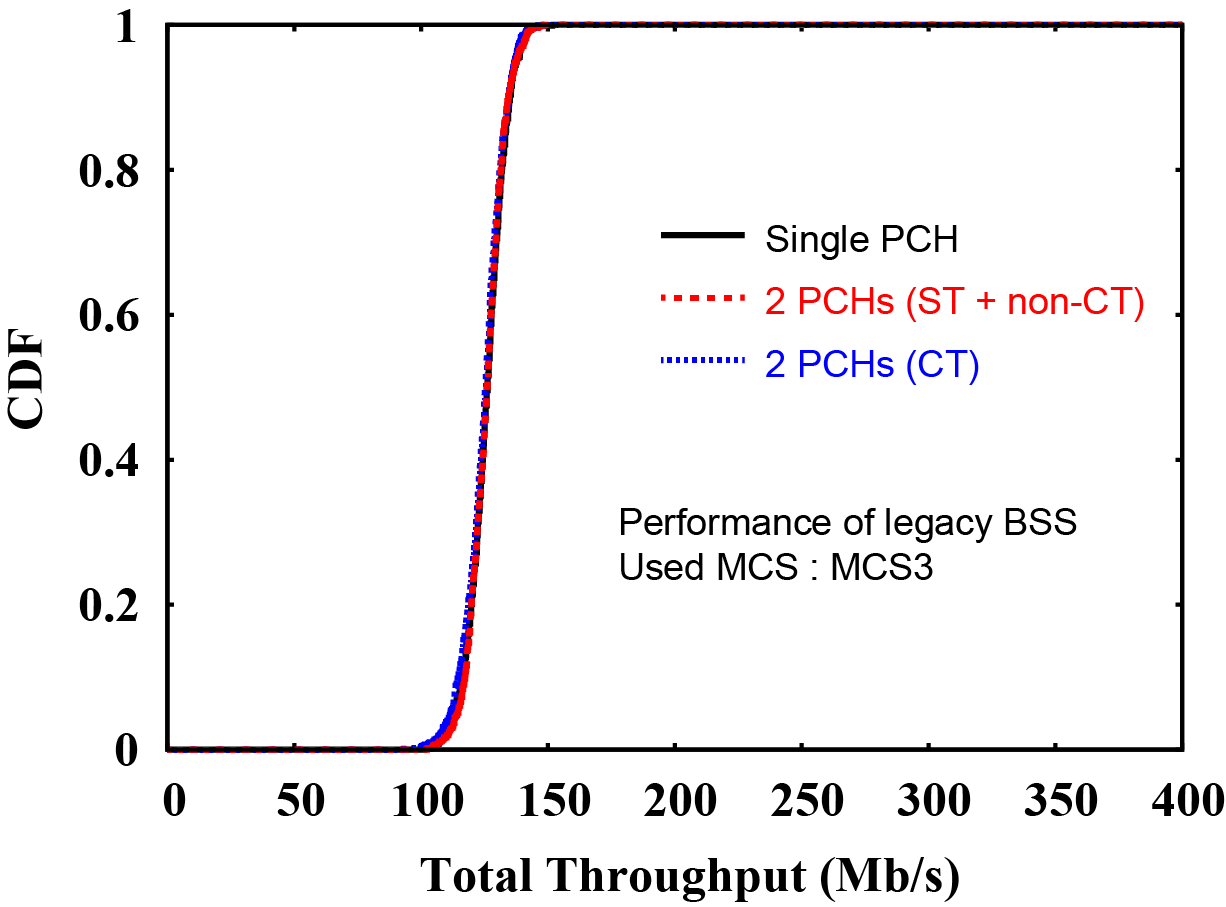 1
0.8
0.6
0.4
0.2
0
CDF
Single PCH
2 PCHs (ST + non-CT)
2 PCHs (CT)
Performance of legacy BSS
Used MCS : MCS3
0 50 100 150 200 250 300 350 400
Total Throughput (Mb/s)